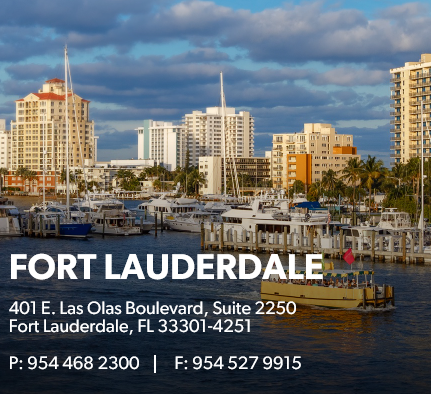 FORT LAUDERDALE
401 E. Las Olas Boulevard, Suite 2250
Fort Lauderdale, FL 33301-4251
P: 954 468 2300 | F: 954 527 9915